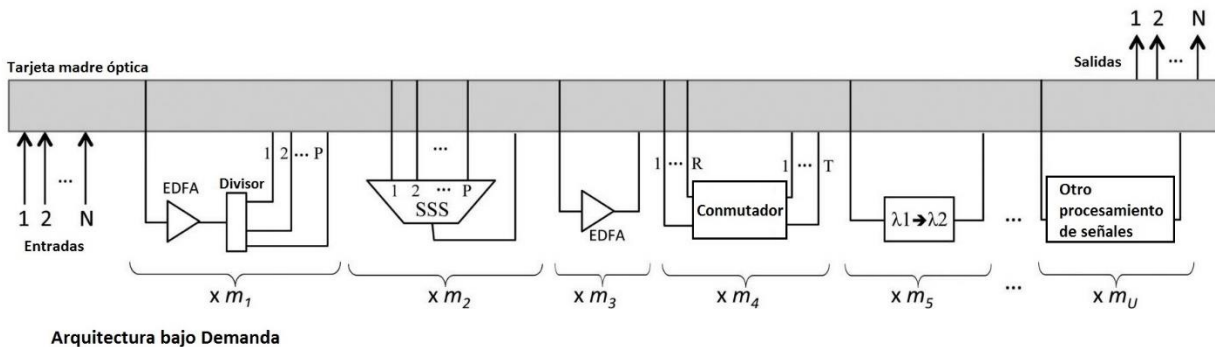 1 2 N
...
Tarjeta madre óptica
Salidas
1 2 ... P
...
1 ... R
1 ... T
EDFA
Divisor
1 2 ... P
SSS
EDFA
Conmutador
λ1➔λ2
...
Otro
procesamiento
de señales
...
1 2 N
Entradas
x m1
x m2
x m3
x m4
x m5
...
x mU
Arquitectura bajo Demanda